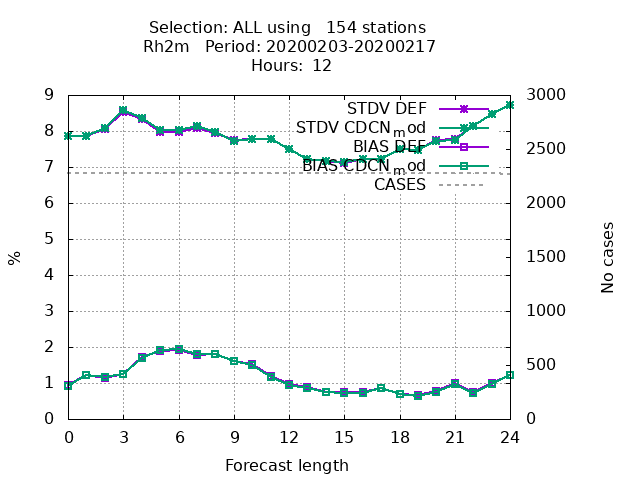 Selection: ALL using   154 stations
Rh2m   Period: 20200203-20200217
Hours: 12
9 3000
8
7 2500
6 2000
5
4 1500
3 1000
2
1 500
0 0
STDV DEF
STDV CDCNmod
BIAS DEF
BIAS CDCNmod
CASES
%
No cases
0 3 6 9 12 15 18 21 24
Forecast length